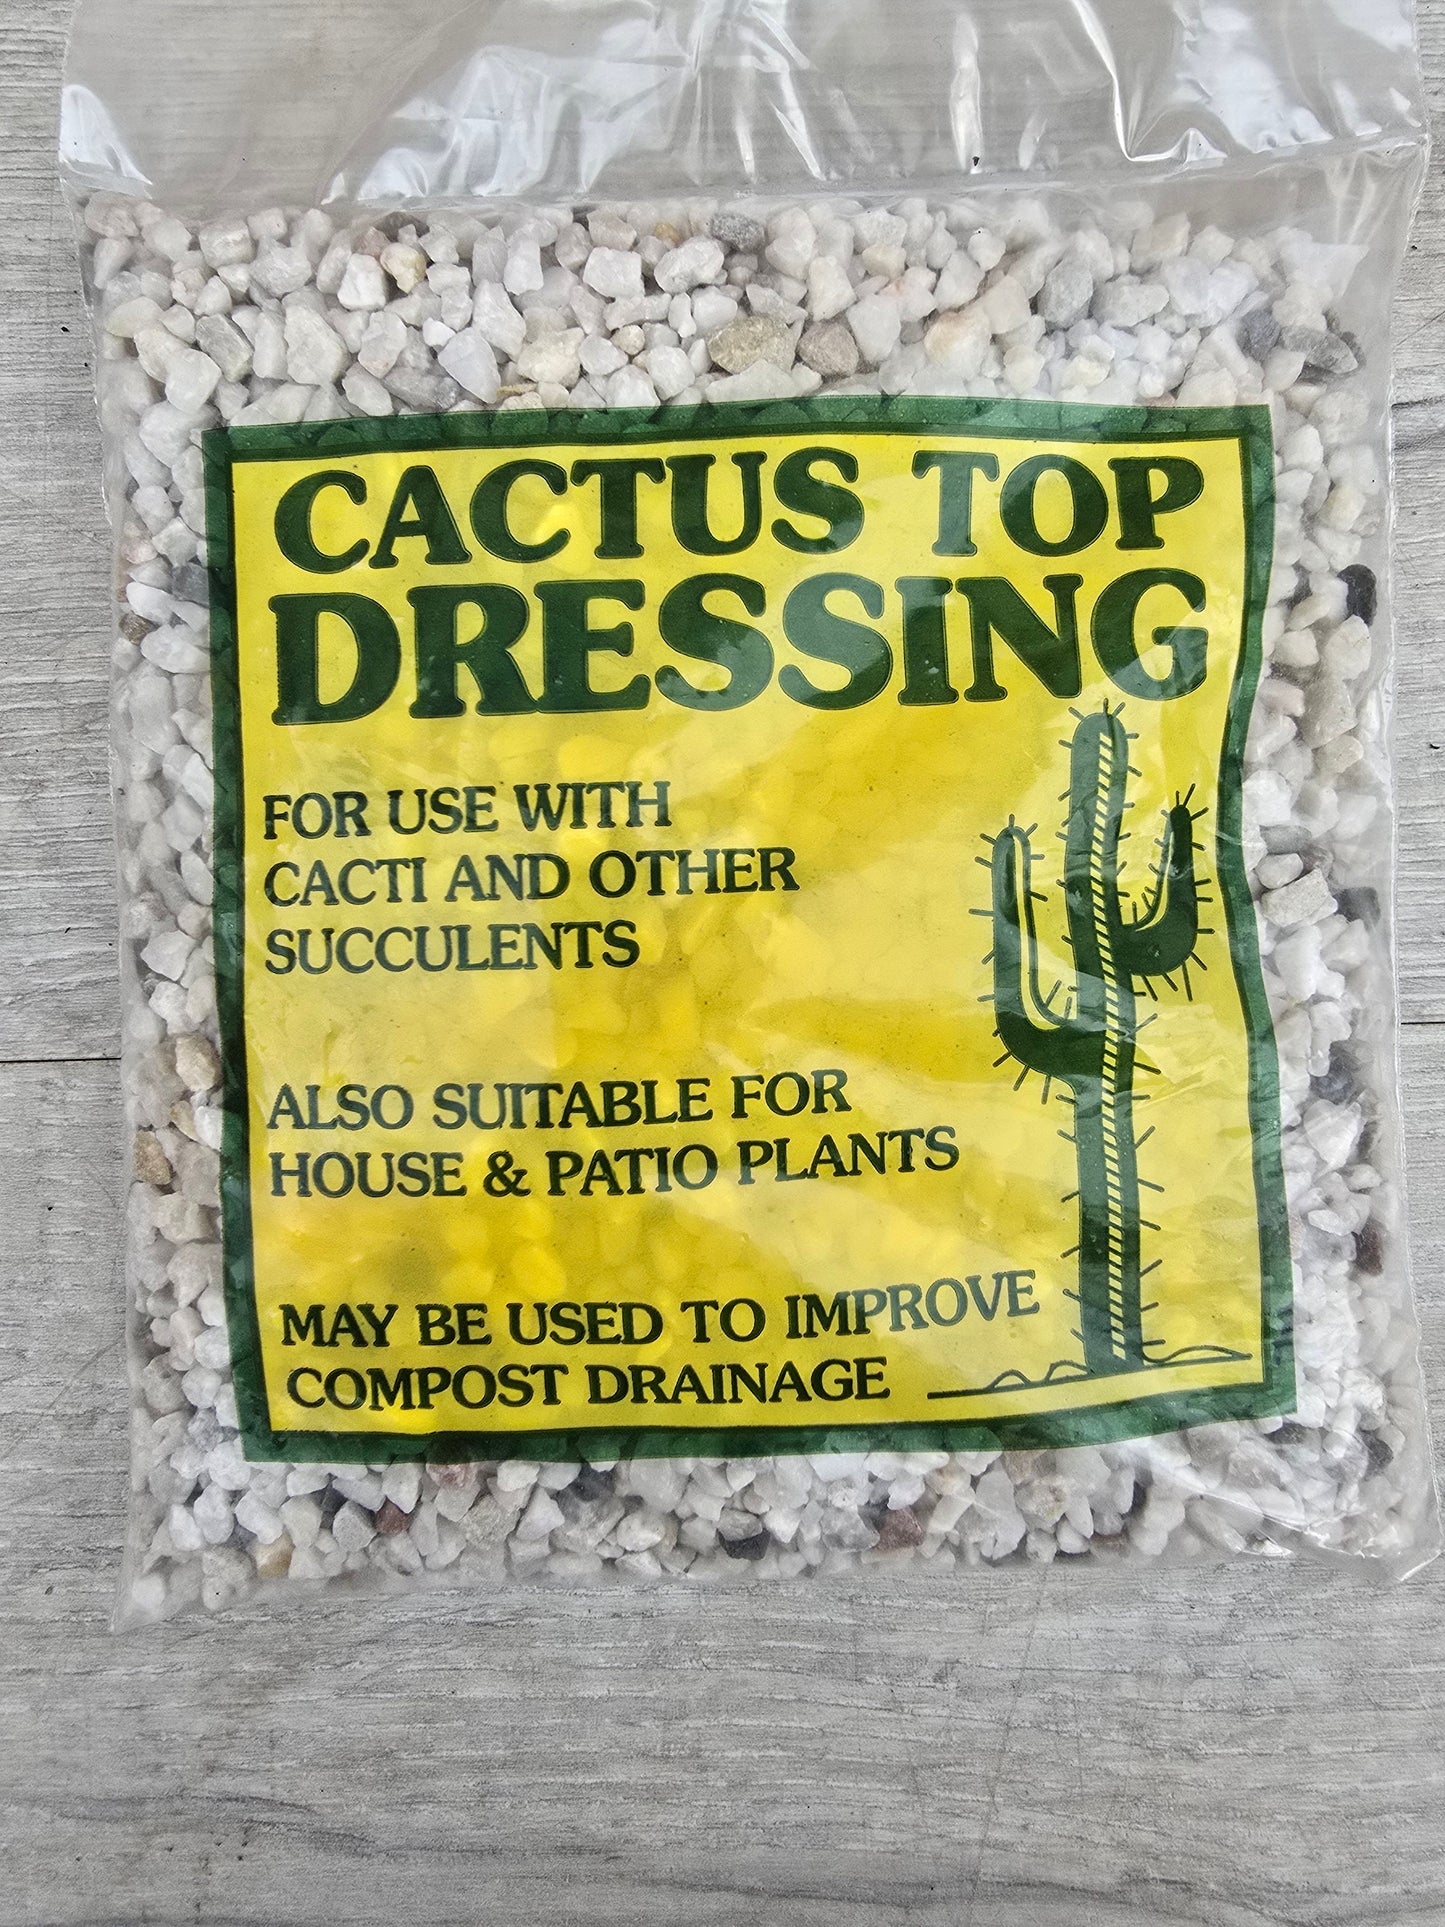 CACTUS TOP
DRESSING
FOR USE WITH
CACTI AND OTHER
SUCCULENTS
ALSO SUITABLE FOR
HOUSE & PATIO PLANTS
MAY BE USED TO IMPROVE
COMPOST DRAINAGE